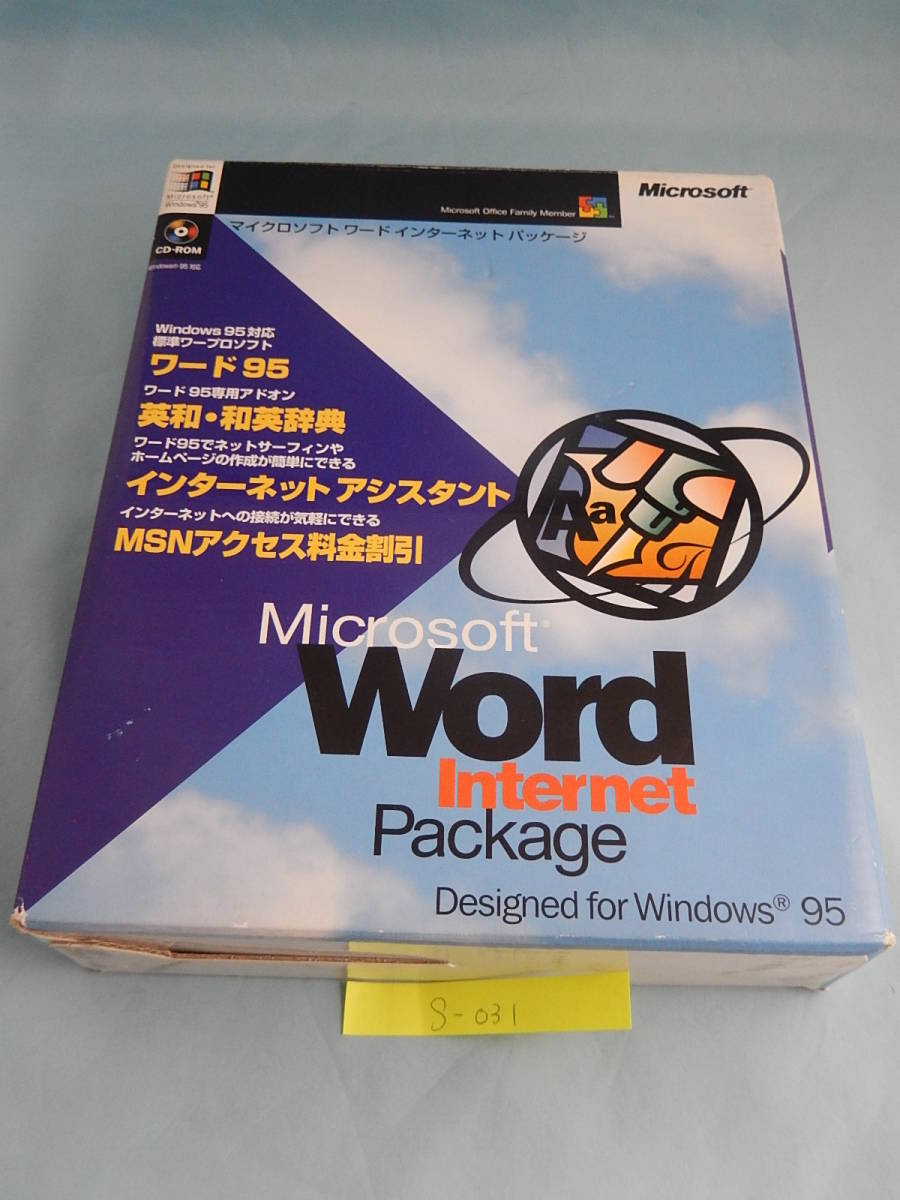 Designed for
Microsoft®
Windows®95
CD-ROM
Windows® 95 対応
Microsoft Office Family Member
Microsoft®
マイクロソフト ワード インターネット パッケージ
Windows 95 対応
標準ワープロソフト
ワード 95
ワード 95専用アドオン
英和・和英辞典
ワード95でネットサーフィンや
ホームページの作成が簡単にできる
インターネット アシスタント
インターネットへの接続が気軽にできる
MSNアクセス料金割引
Aa
Microsoft®
Word
Internet
Package
Designed for Windows® 95
S-031